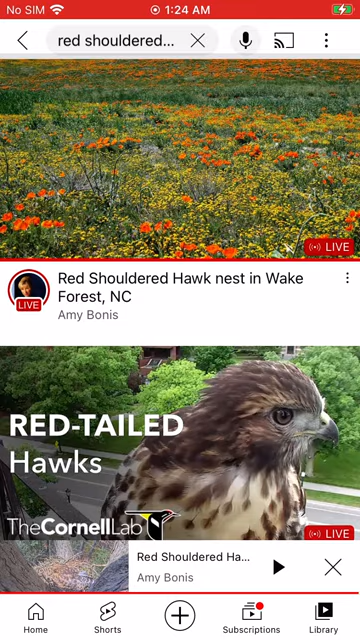 No SIM 1:24 AM
red shouldered...
LIVE
LIVE
Red Shouldered Hawk nest in Wake
Forest, NC
Amy Bonis
RED-TAILED
Hawks
TheCornellLab
LIVE
Red Shouldered Ha...
Amy Bonis
Home
Shorts
Subscriptions
Library